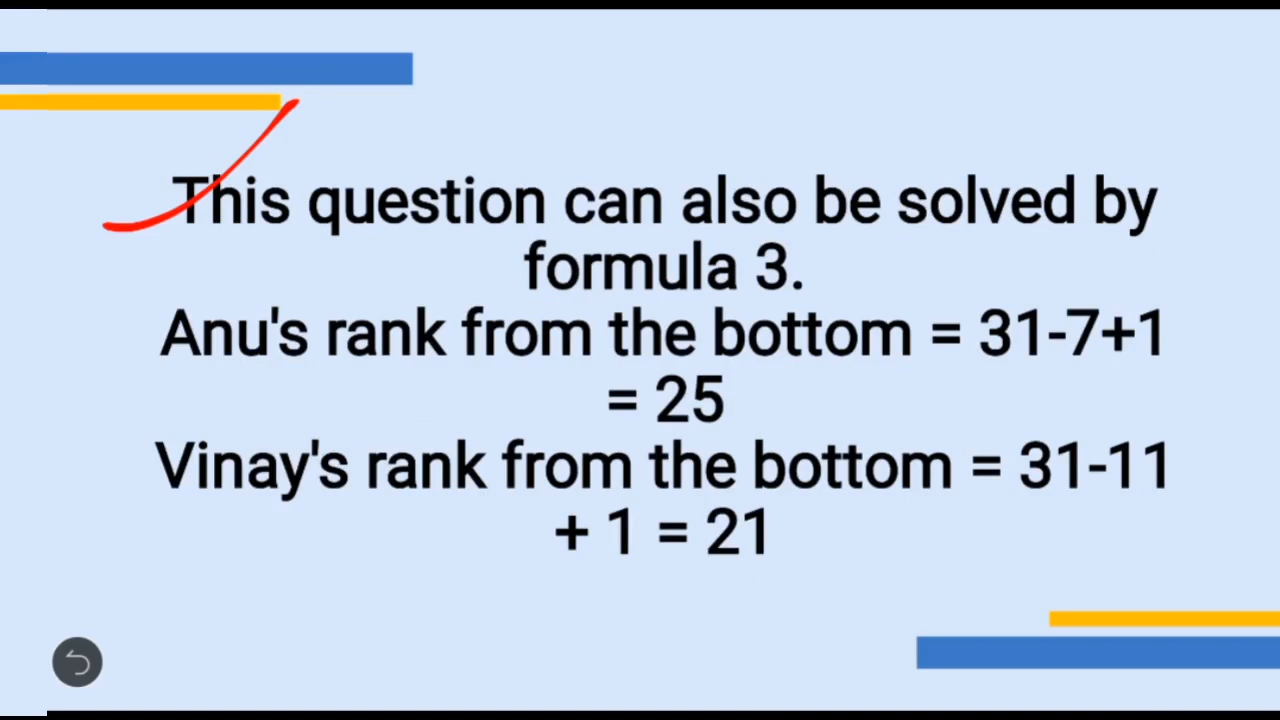 This question can also be solved by
formula 3.
Anu's rank from the bottom = 31-7+1
= 25
Vinay's rank from the bottom = 31-11
+ 1 = 21